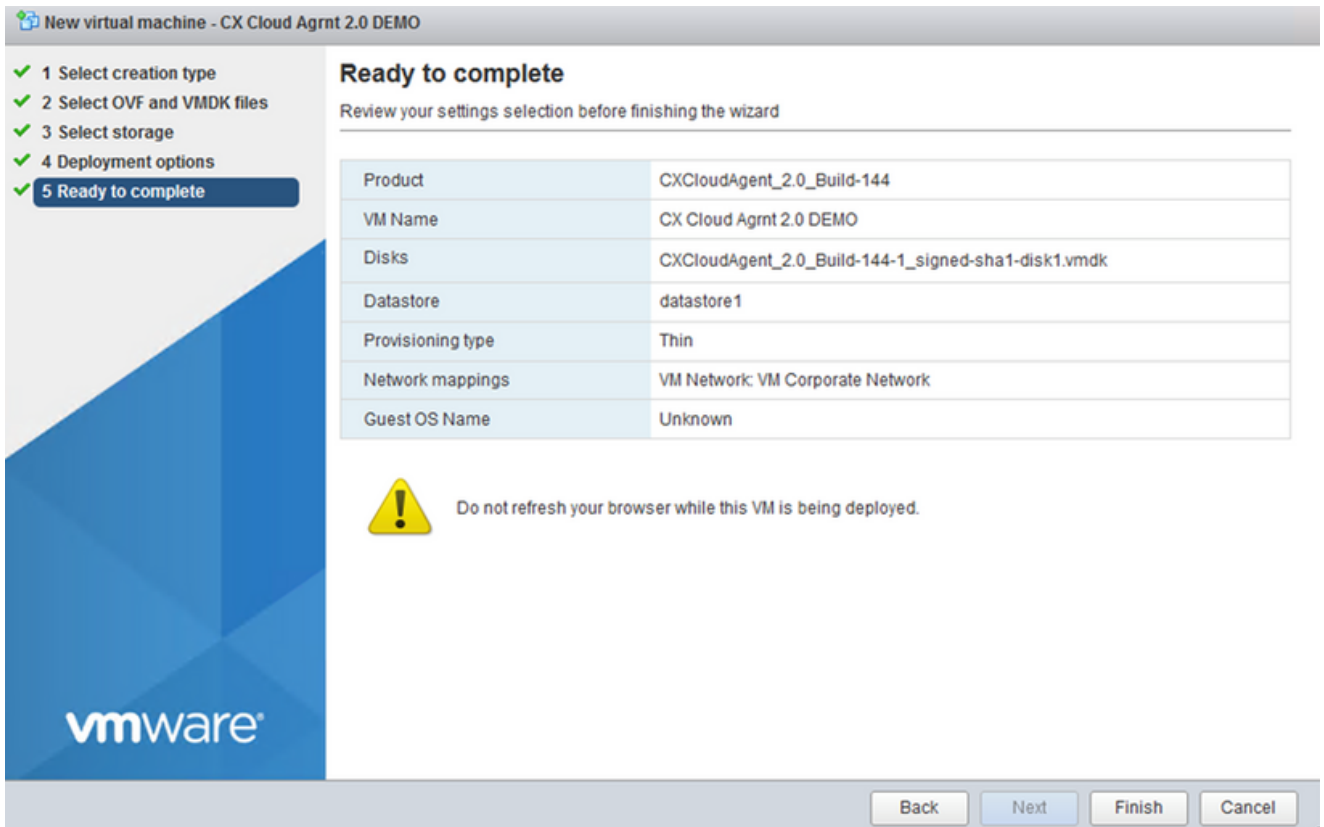 New virtual machine - CX Cloud Agrnt 2.0 DEMO
1 Select creation type
2 Select OVF and VMDK files
3 Select storage
4 Deployment options
5 Ready to complete
vmware®
Ready to complete
Review your settings selection before finishing the wizard
Product CXCloudAgent_2.0_Build-144
VM Name CX Cloud Agrnt 2.0 DEMO
Disks CXCloudAgent_2.0_Build-144-1_signed-sha1-disk1.vmdk
Datastore datastore1
Provisioning type Thin
Network mappings VM Network: VM Corporate Network
Guest OS Name Unknown
Do not refresh your browser while this VM is being deployed.
Back Next Finish Cancel